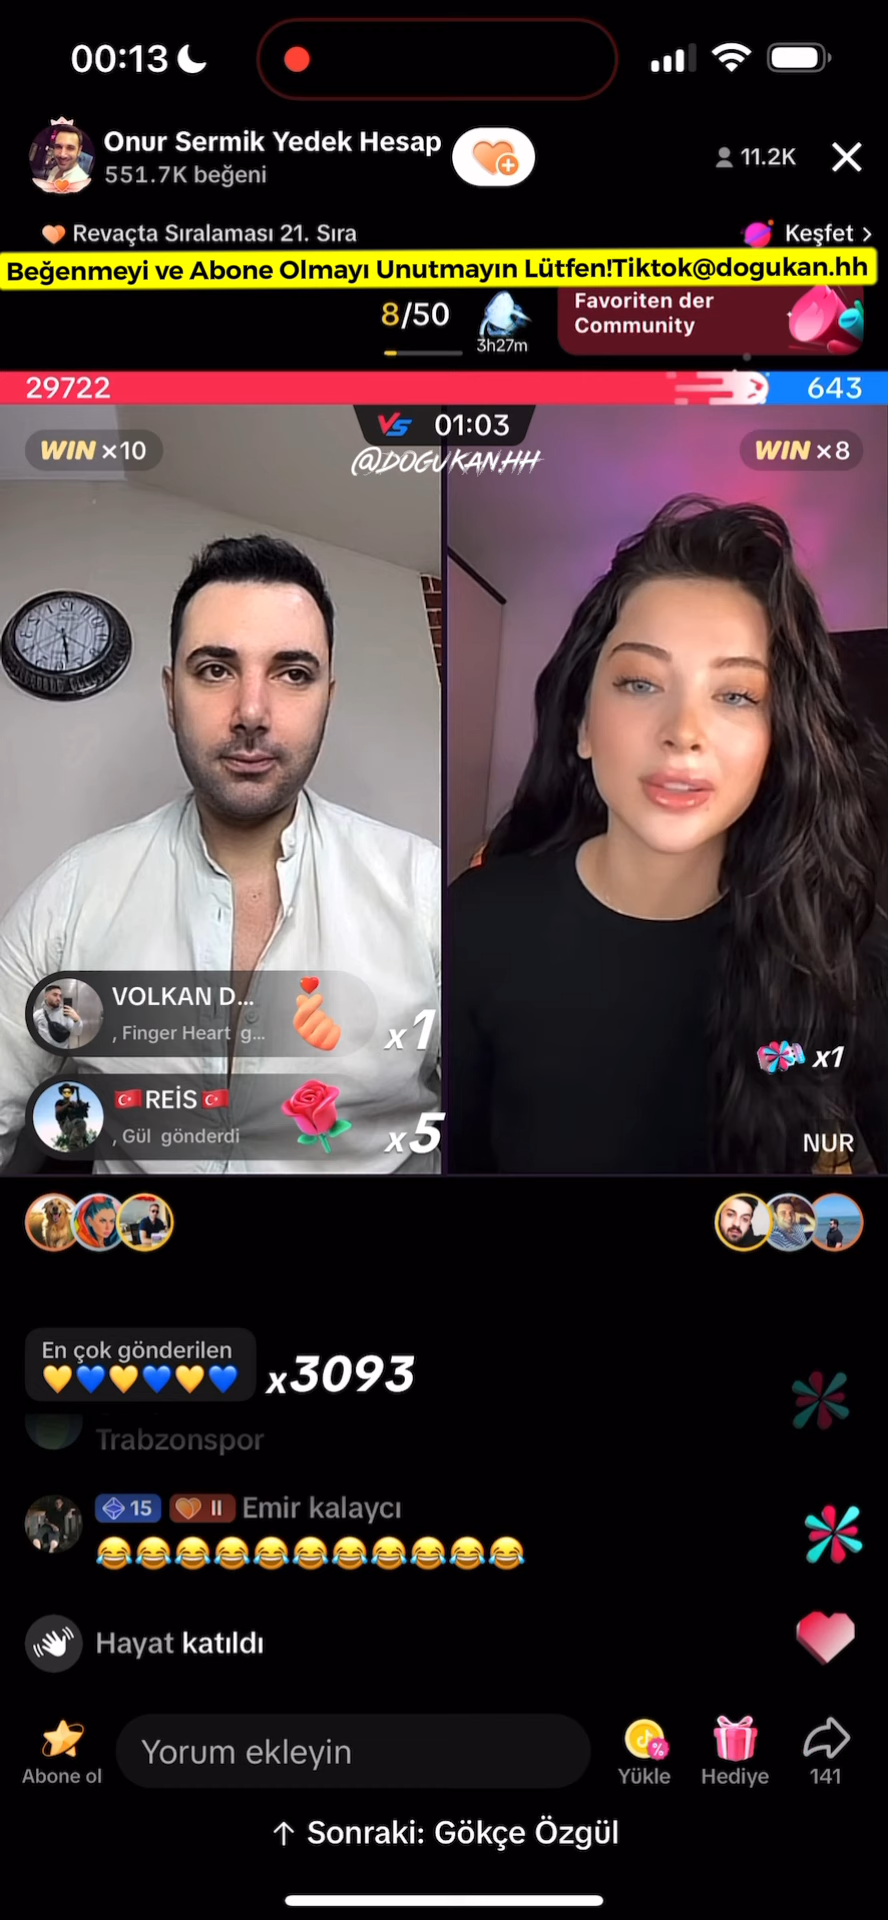 00:13
Onur Sermik Yedek Hesap
551.7K beğeni
11.2K
Revaçta Sıralaması 21. Sıra
Keşfet >
Beğenmeyi ve Abone Olmayı Unutmayın Lütfen!Tiktok@dogukan.hh
8/50
3h27m
Favoriten der
Community
29722
643
VS 01:03
WIN x10
WIN x8
@DOGUKAN.HH
VOLKAN D...
, Finger Heart g...
x1
REİS
, Gül gönderdi
x5
x1
NUR
En çok gönderilen
x3093
Trabzonspor
15 II Emir kalaycı
😂😂😂😂😂😂😂😂😂😂😂
Hayat katıldı
Abone ol
Yorum ekleyin
Yükle
Hediye
141
↑ Sonraki: Gökçe Özgül